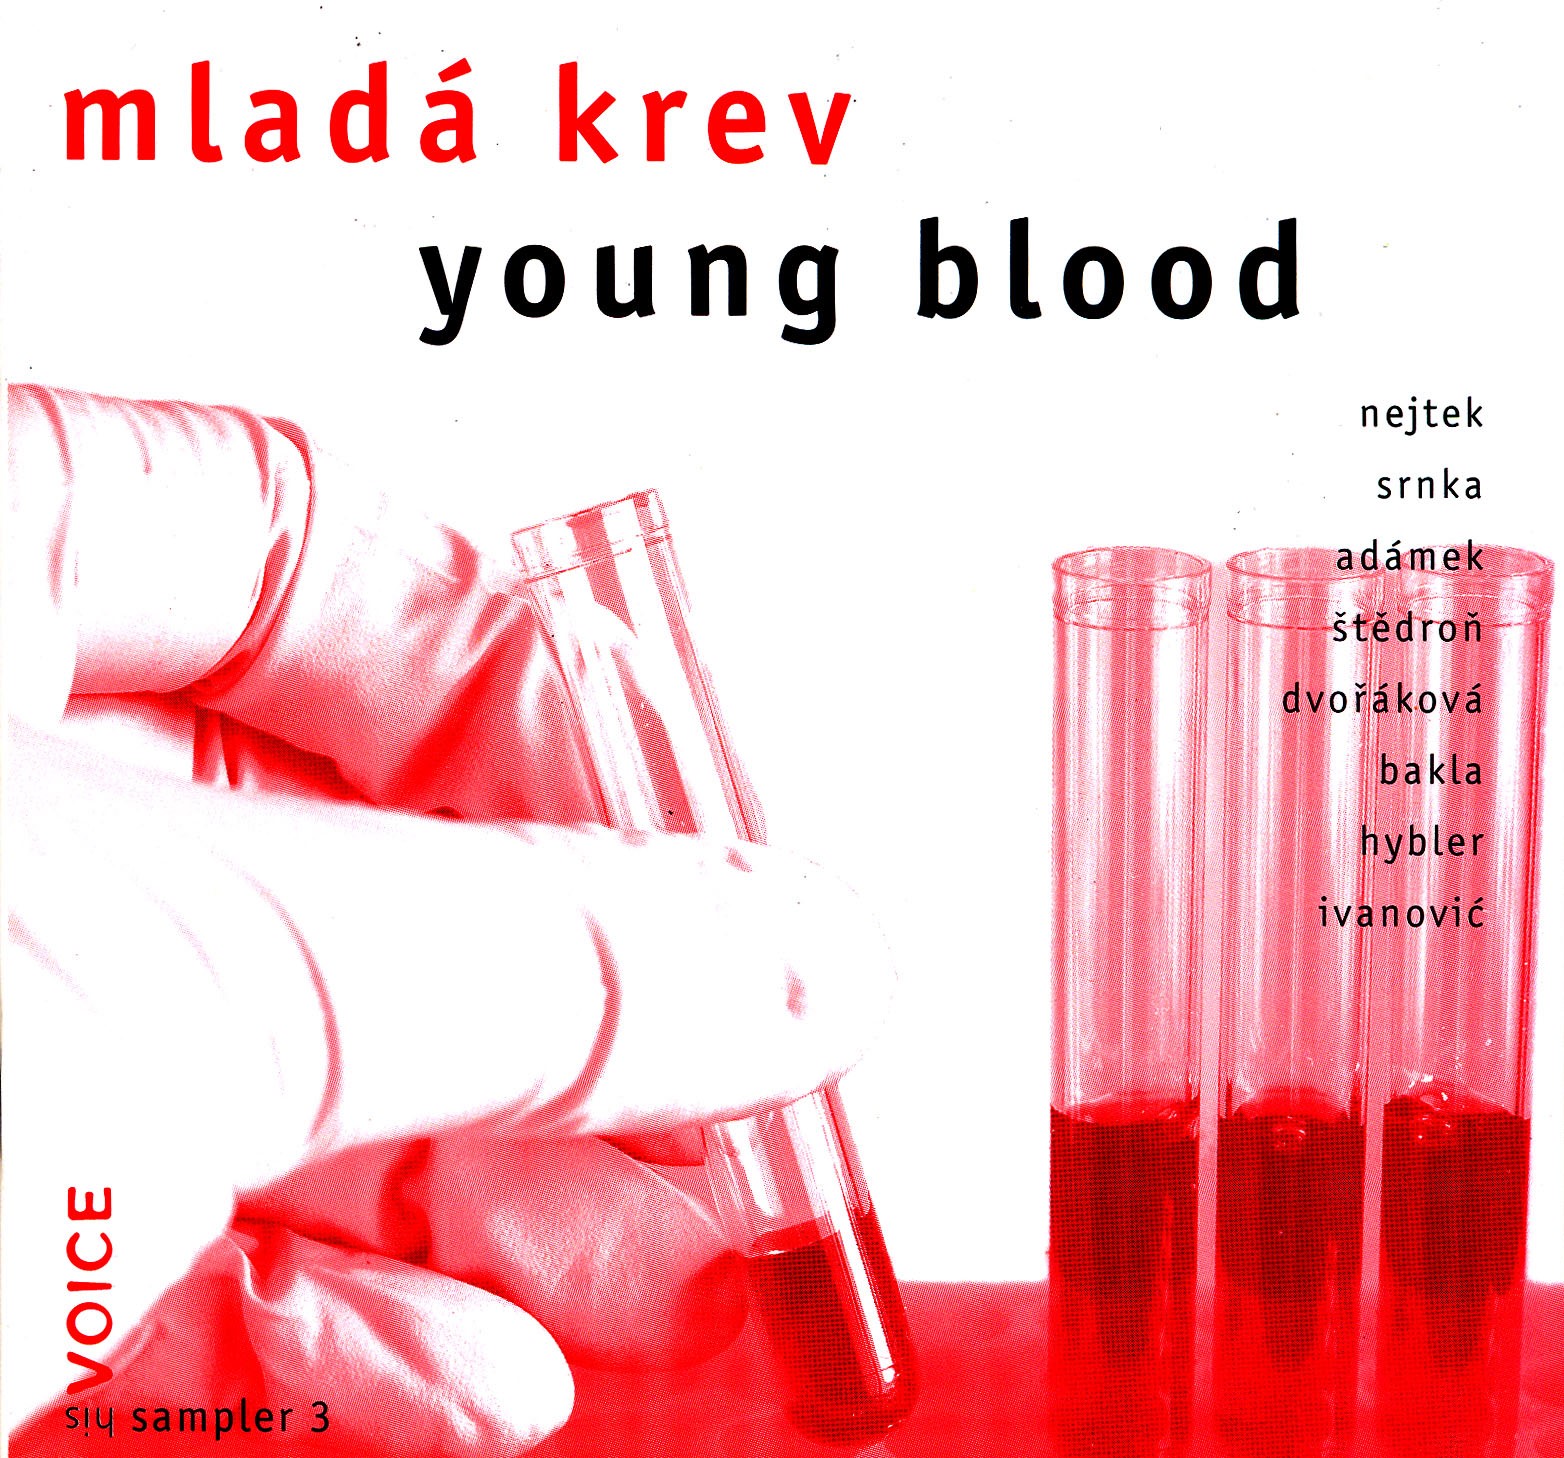 mladá krev
young blood
nejtek
srnka
adámek
štědroň
dvořáková
bakla
hybler
ivanović
VOICE
his sampler 3